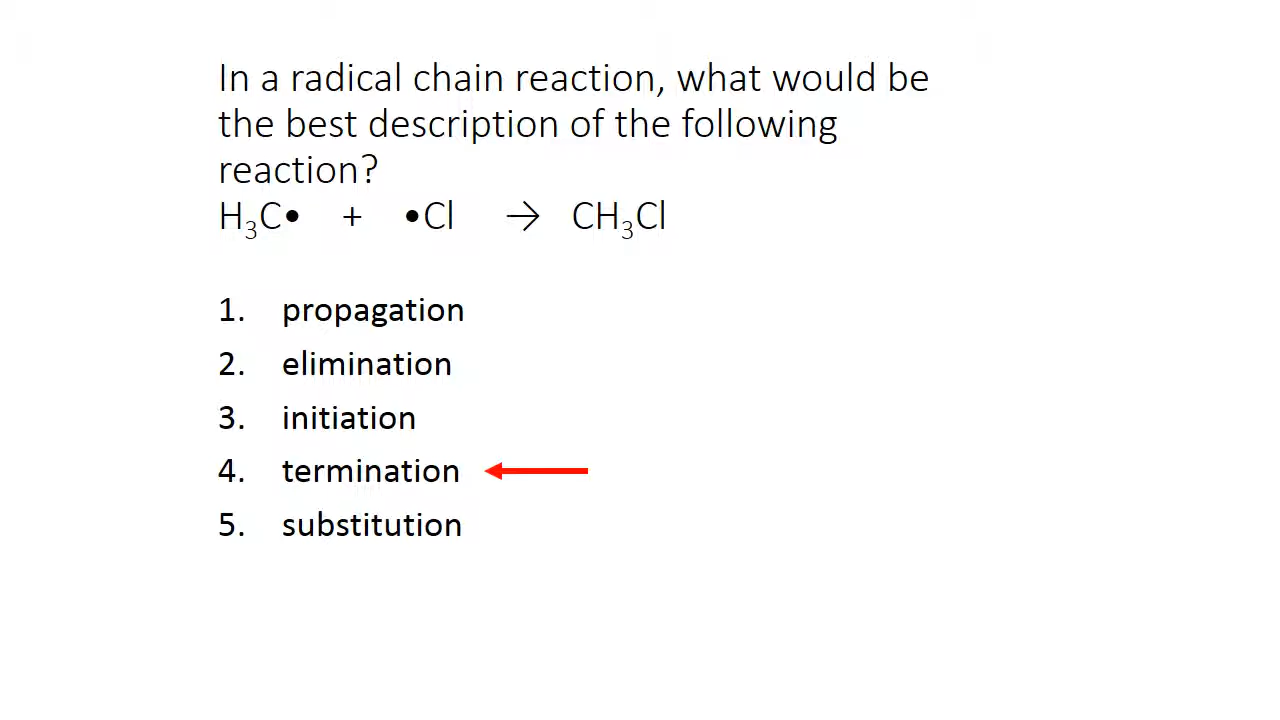 In a radical chain reaction, what would be
the best description of the following
reaction?
H₃C• + •Cl → CH₃Cl
1. propagation
2. elimination
3. initiation
4. termination
5. substitution